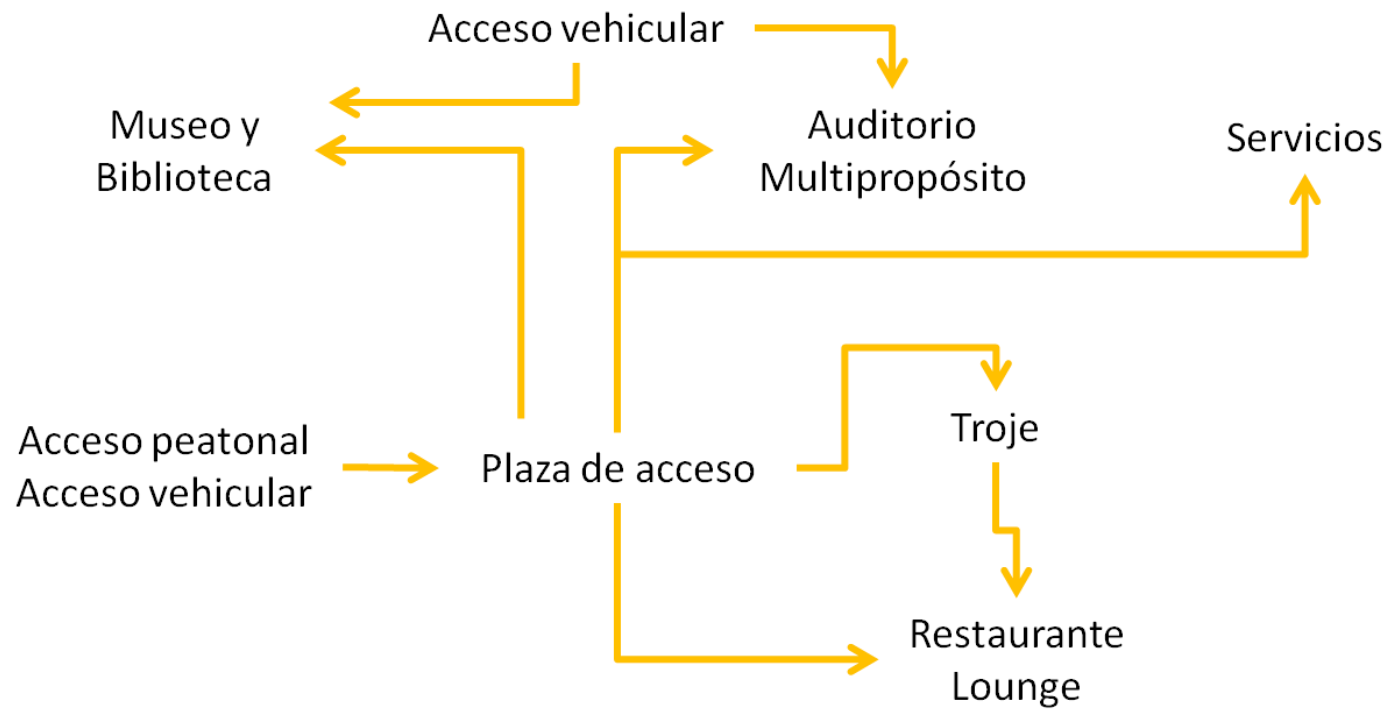 Acceso vehicular
Museo y
Biblioteca
Auditorio
Multipropósito
Servicios
Acceso peatonal
Acceso vehicular
Plaza de acceso
Troje
Restaurante
Lounge